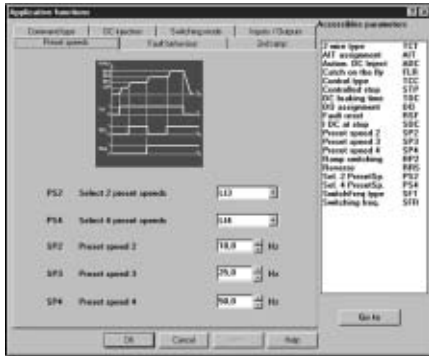 Application functions
Command type DC injection Switching mode Inputs / Outputs
Preset speeds Fault behaviour 2nd ramp
PS2 Select 2 preset speeds LI3
PS4 Select 4 preset speeds
SP2 Preset speed 2 10,0 Hz
SP3 Preset speed 3 25,0 Hz
SP4 Preset speed 4 50,0 Hz
OK Cancel Help
Accessibles parameters
2 wire type TCT
AIT assignment AIT
Autom. DC Inject ADC
Catch on the fly FLR
Control type TCC
Controlled stop STP
DC braking time TDC
DO assignment DO
Fault reset RSF
I DC at stop SDC
Preset speed 2 SP2
Preset speed 3 SP3
Preset speed 4 SP4
Ramp switching RP2
Reverse RRS
Sel. 2 PresetSp. PS2
Sel. 4 PresetSp. PS4
SwitchFreq type SFT
Switching freq. SFR
Go to